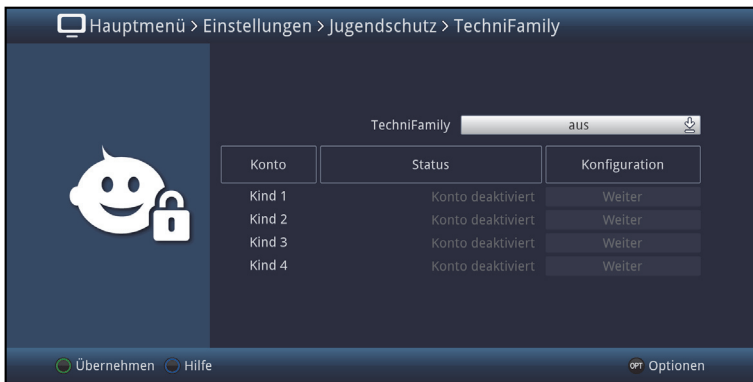 Hauptmenü > Einstellungen > Jugendschutz > TechniFamily
TechniFamily aus
Konto Status Konfiguration
Kind 1 Konto deaktiviert Weiter
Kind 2 Konto deaktiviert Weiter
Kind 3 Konto deaktiviert Weiter
Kind 4 Konto deaktiviert Weiter
Übernehmen Hilfe OPT Optionen